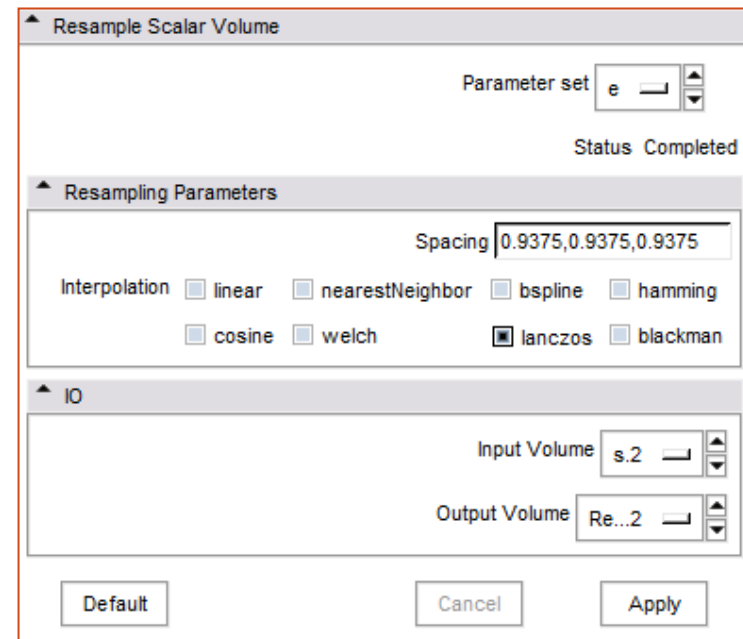 Resample Scalar Volume
Parameter set e
Status Completed
Resampling Parameters
Spacing 0.9375,0.9375,0.9375
Interpolation linear nearestNeighbor bspline hamming
cosine welch lanczos blackman
IO
Input Volume s.2
Output Volume Re...2
Default Cancel Apply